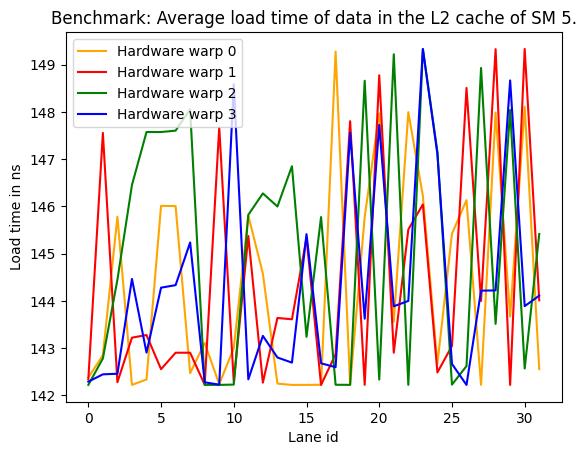 Benchmark: Average load time of data in the L2 cache of SM 5.
Hardware warp 0
Hardware warp 1
Hardware warp 2
Hardware warp 3
Load time in ns
149
148
147
146
145
144
143
142
0 5 10 15 20 25 30
Lane id